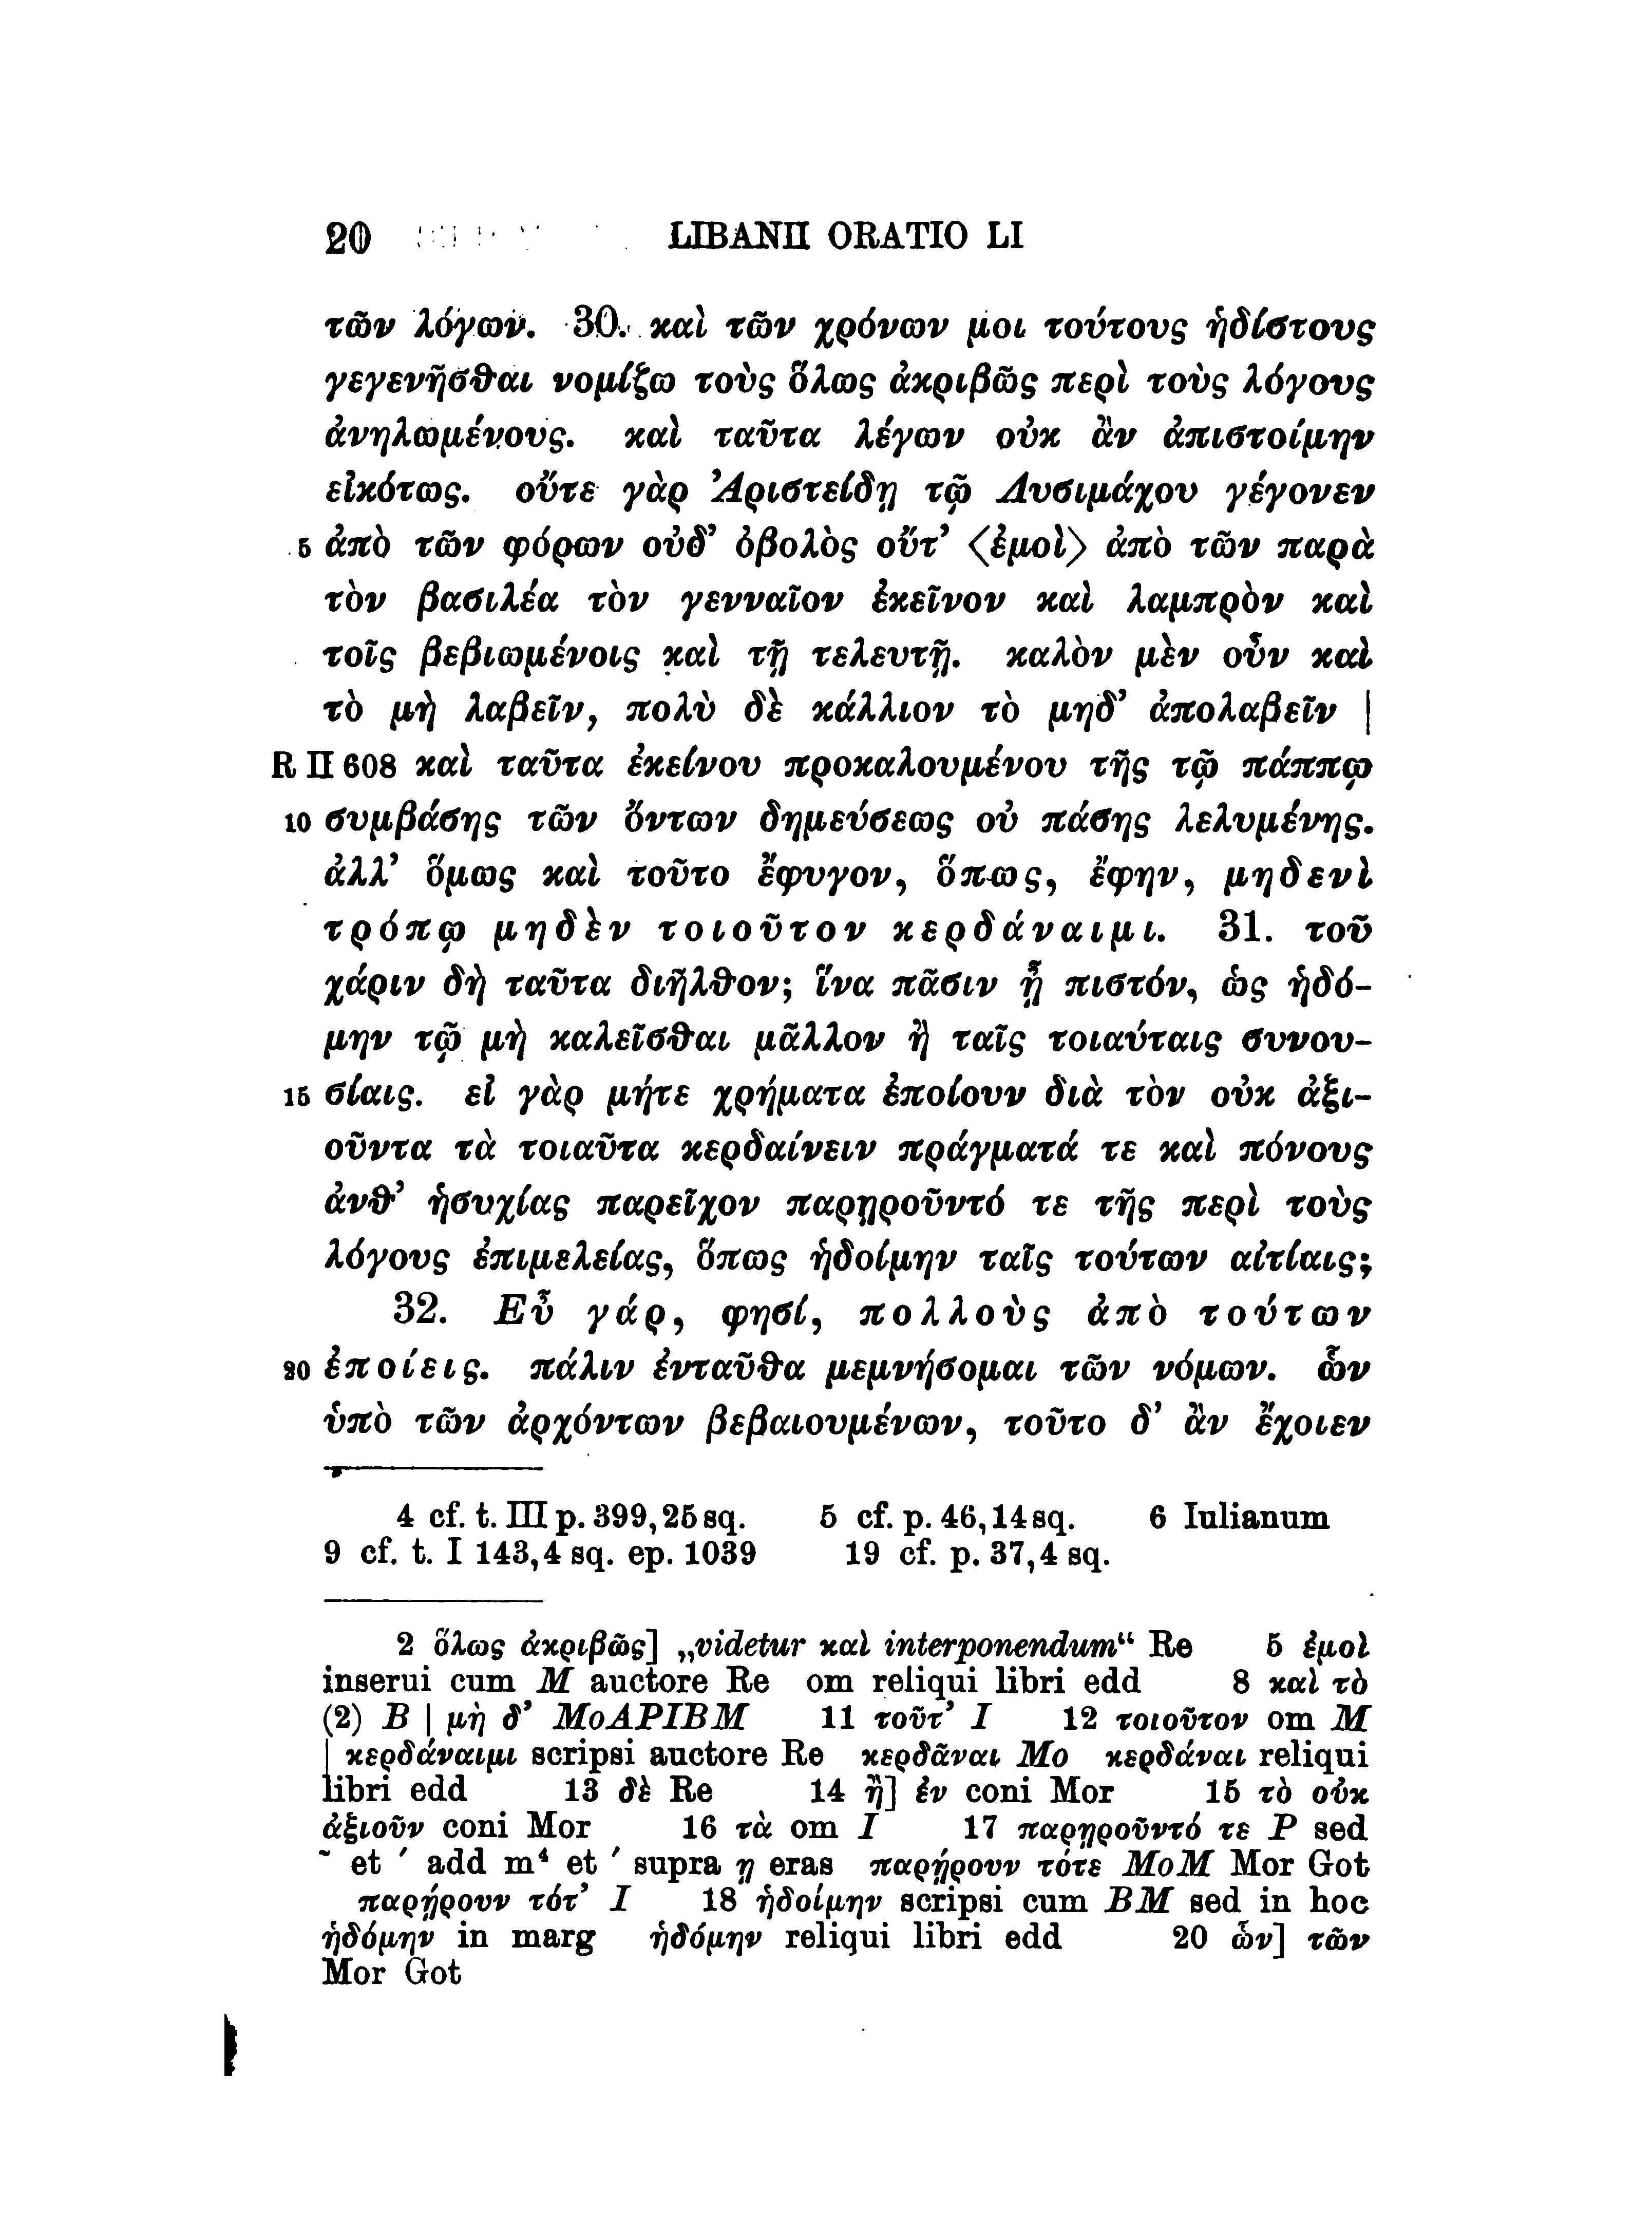 20 LIBANII ORATIO LI
τῶν λόγων. 30. καὶ τῶν χρόνων μοι τούτους ἡδίστους
γεγενῆσθαι νομίζω τοὺς ὅλως ἀκριβῶς περὶ τοὺς λόγους
ἀνηλωμένους. καὶ ταῦτα λέγων οὐκ ἂν ἀπιστοίμην
εἰκότως. οὔτε γὰρ Ἀριστείδῃ τῷ Λυσιμάχου γέγονεν
5 ἀπὸ τῶν φόρων οὐδ’ ὀβολὸς οὔτ’ ⟨ἐμοὶ⟩ ἀπὸ τῶν παρὰ
τὸν βασιλέα τὸν γενναῖον ἐκεῖνον καὶ λαμπρὸν καὶ
τοῖς βεβιωμένοις καὶ τῇ τελευτῇ. καλὸν μὲν οὖν καὶ
τὸ μὴ λαβεῖν, πολὺ δὲ κάλλιον τὸ μηδ’ ἀπολαβεῖν |
R II 608 καὶ ταῦτα ἐκείνου προκαλουμένου τῆς τῷ πάππῳ
10 συμβάσης τῶν ὄντων δημεύσεως οὐ πάσης λελυμένης.
ἀλλ’ ὅμως καὶ τοῦτο ἔφυγον, ὅπως, ἔφην, μηδενὶ
τρόπῳ μηδὲν τοιοῦτον κερδάναιμι. 31. τοῦ
χάριν δὴ ταῦτα διῆλθον; ἵνα πᾶσιν ᾖ πιστόν, ὡς ἡδό-
μην τῷ μὴ καλεῖσθαι μᾶλλον ἢ ταῖς τοιαύταις συνου-
15 σίαις. εἰ γὰρ μήτε χρήματα ἐποίουν διὰ τὸν οὐκ ἀξι-
οῦντα τὰ τοιαῦτα κερδαίνειν πράγματά τε καὶ πόνους
ἀνθ’ ἡσυχίας παρεῖχον παρῃροῦντό τε τῆς περὶ τοὺς
λόγους ἐπιμελείας, ὅπως ἡδοίμην ταῖς τούτων αἰτίαις;
32. Εὖ γάρ, φησί, πολλοὺς ἀπὸ τούτων
20 ἐποίεις. πάλιν ἐνταῦθα μεμνήσομαι τῶν νόμων. ὧν
ὑπὸ τῶν ἀρχόντων βεβαιουμένων, τοῦτο δ’ ἂν ἔχοιεν
4 cf. t. III p. 399,25 sq. 5 cf. p. 46,14 sq. 6 Iulianum
9 cf. t. I 143,4 sq. ep. 1039 19 cf. p. 37,4 sq.
2 ὅλως ἀκριβῶς] „videtur καὶ interponendum“ Re 5 ἐμοὶ
inserui cum M auctore Re om reliqui libri edd 8 καὶ τὸ
(2) B | μὴ δ’ MoAPIBM 11 τοῦτ’ I 12 τοιοῦτον om M
| κερδάναιμι scripsi auctore Re κερδᾶναι Mo κερδάναι reliqui
libri edd 13 δὲ Re 14 ἢ] ἐν coni Mor 15 τὸ οὐκ
ἀξιοῦν coni Mor 16 τὰ om I 17 παρῃροῦντό τε P sed
~ et ′ add m⁴ et ′ supra ῃ eras παρῄρουν τότε MoM Mor Got
παρῄρουν τότ’ I 18 ἡδοίμην scripsi cum BM sed in hoc
ἡδόμην in marg ἡδόμην reliqui libri edd 20 ὧν] τῶν
Mor Got